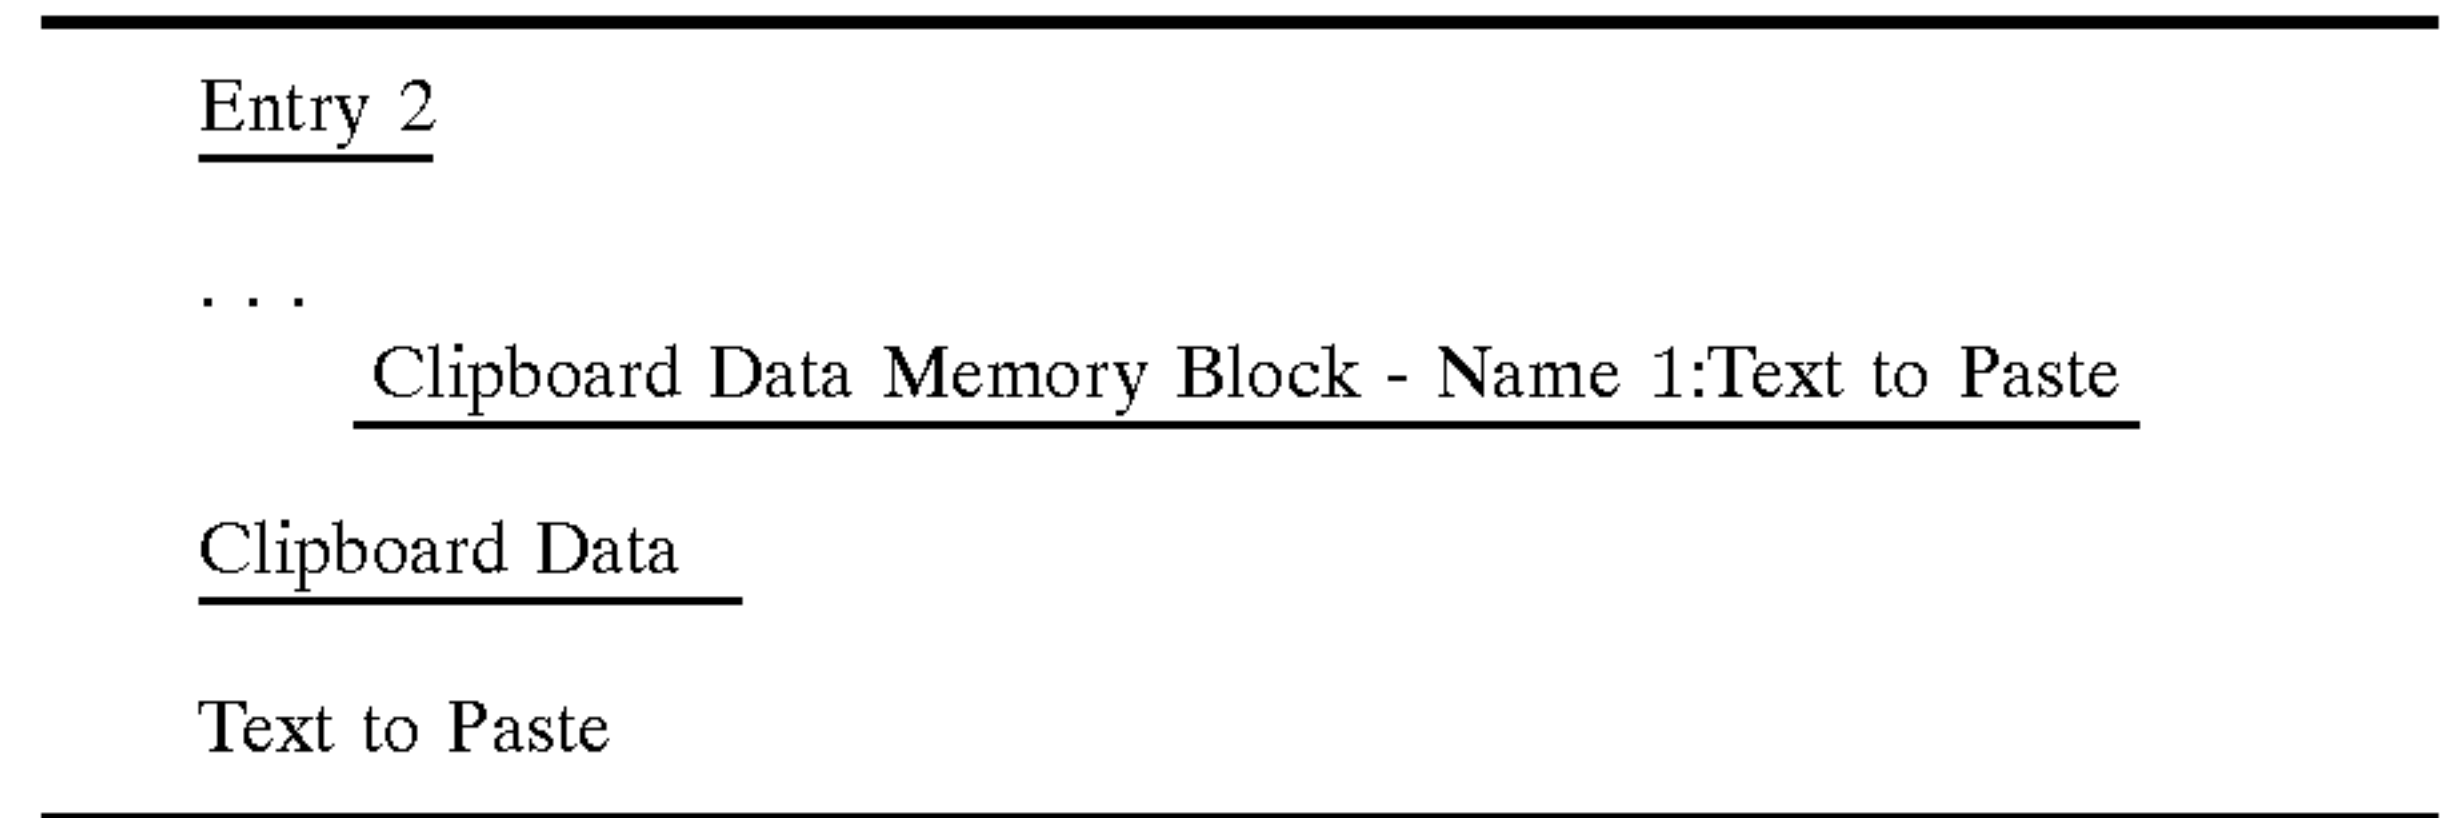 Entry 2
. . .
Clipboard Data Memory Block - Name 1:Text to Paste
Clipboard Data
Text to Paste